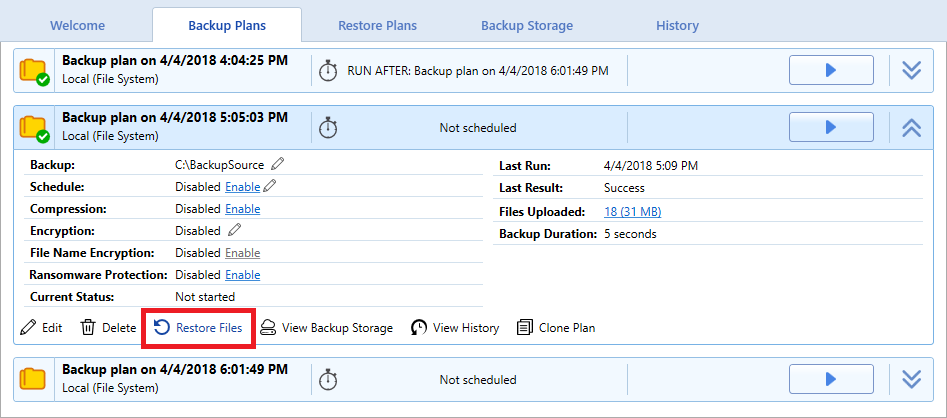 Welcome Backup Plans Restore Plans Backup Storage History
Backup plan on 4/4/2018 4:04:25 PM
Local (File System)
RUN AFTER: Backup plan on 4/4/2018 6:01:49 PM
Backup plan on 4/4/2018 5:05:03 PM
Local (File System)
Not scheduled
Backup: C:\BackupSource
Schedule: Disabled Enable
Compression: Disabled Enable
Encryption: Disabled
File Name Encryption: Disabled Enable
Ransomware Protection: Disabled Enable
Current Status: Not started
Last Run: 4/4/2018 5:09 PM
Last Result: Success
Files Uploaded: 18 (31 MB)
Backup Duration: 5 seconds
Edit Delete Restore Files View Backup Storage View History Clone Plan
Backup plan on 4/4/2018 6:01:49 PM
Local (File System)
Not scheduled